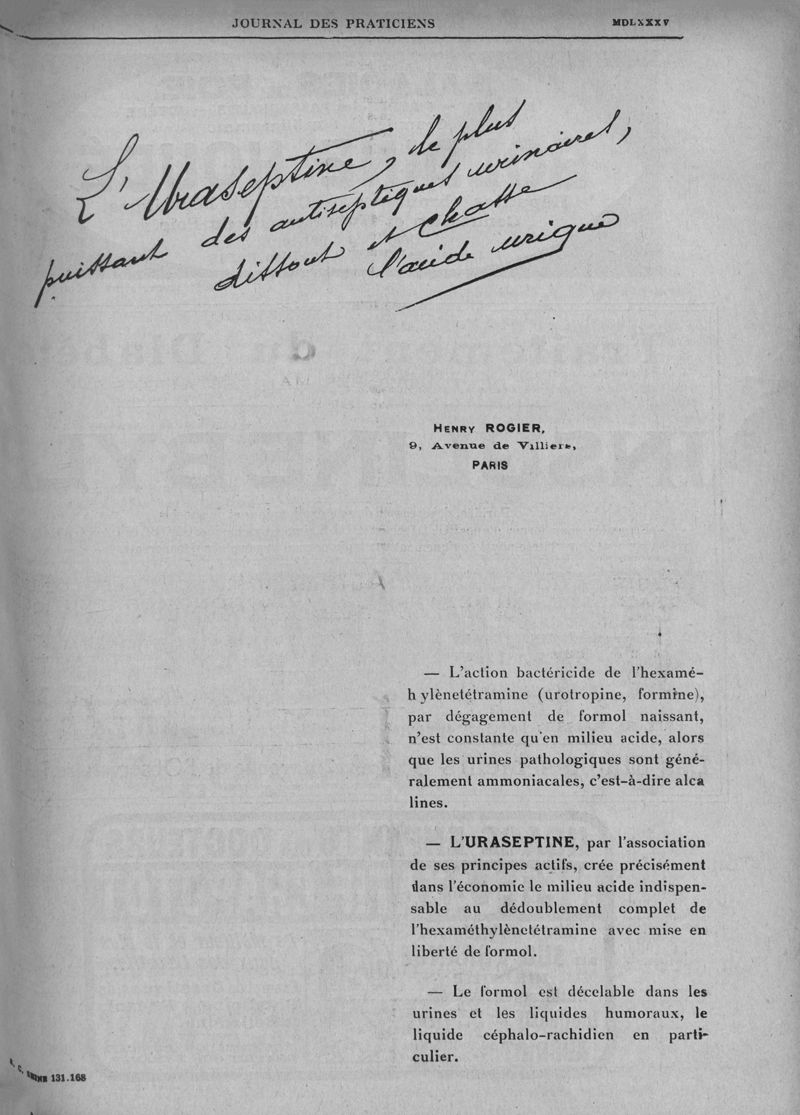 JOURNAL DES PRATICIENS
MDLXXXV
L'Uraseptine, le plus
puissant des antiseptiques urinaires,
dissout et chasse
l'acide urique
HENRY ROGIER,
9, Avenue de Villiers,
PARIS
— L'action bactéricide de l'hexamé-
hylènetétramine (urotropine, formine),
par dégagement de formol naissant,
n'est constante qu'en milieu acide, alors
que les urines pathologiques sont géné-
ralement ammoniacales, c'est-à-dire alca
lines.
— L'URASEPTINE, par l'association
de ses principes actifs, crée précisément
dans l'économie le milieu acide indispen-
sable au dédoublement complet de
l'hexaméthylènetétramine avec mise en
liberté de formol.
— Le formol est décelable dans les
urines et les liquides humoraux, le
liquide céphalo-rachidien en parti-
culier.
131.168